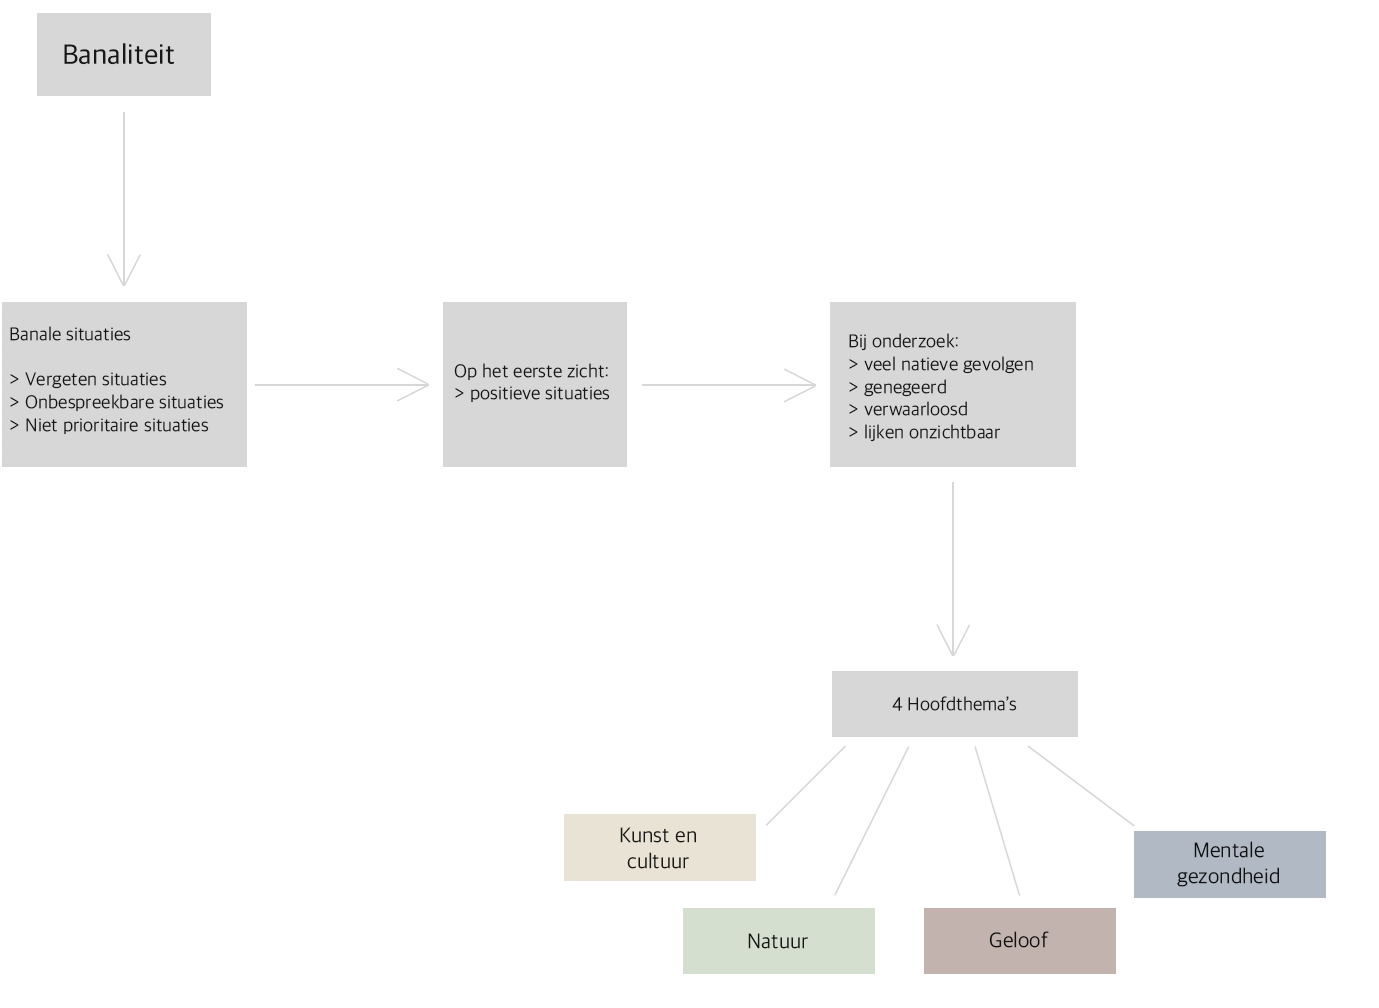 Banaliteit
Banale situaties
> Vergeten situaties
> Onbespreekbare situaties
> Niet prioritaire situaties
Op het eerste zicht:
> positieve situaties
Bij onderzoek:
> veel natieve gevolgen
> genegeerd
> verwaarloosd
> lijken onzichtbaar
4 Hoofdthema's
Kunst en
cultuur
Natuur
Geloof
Mentale
gezondheid